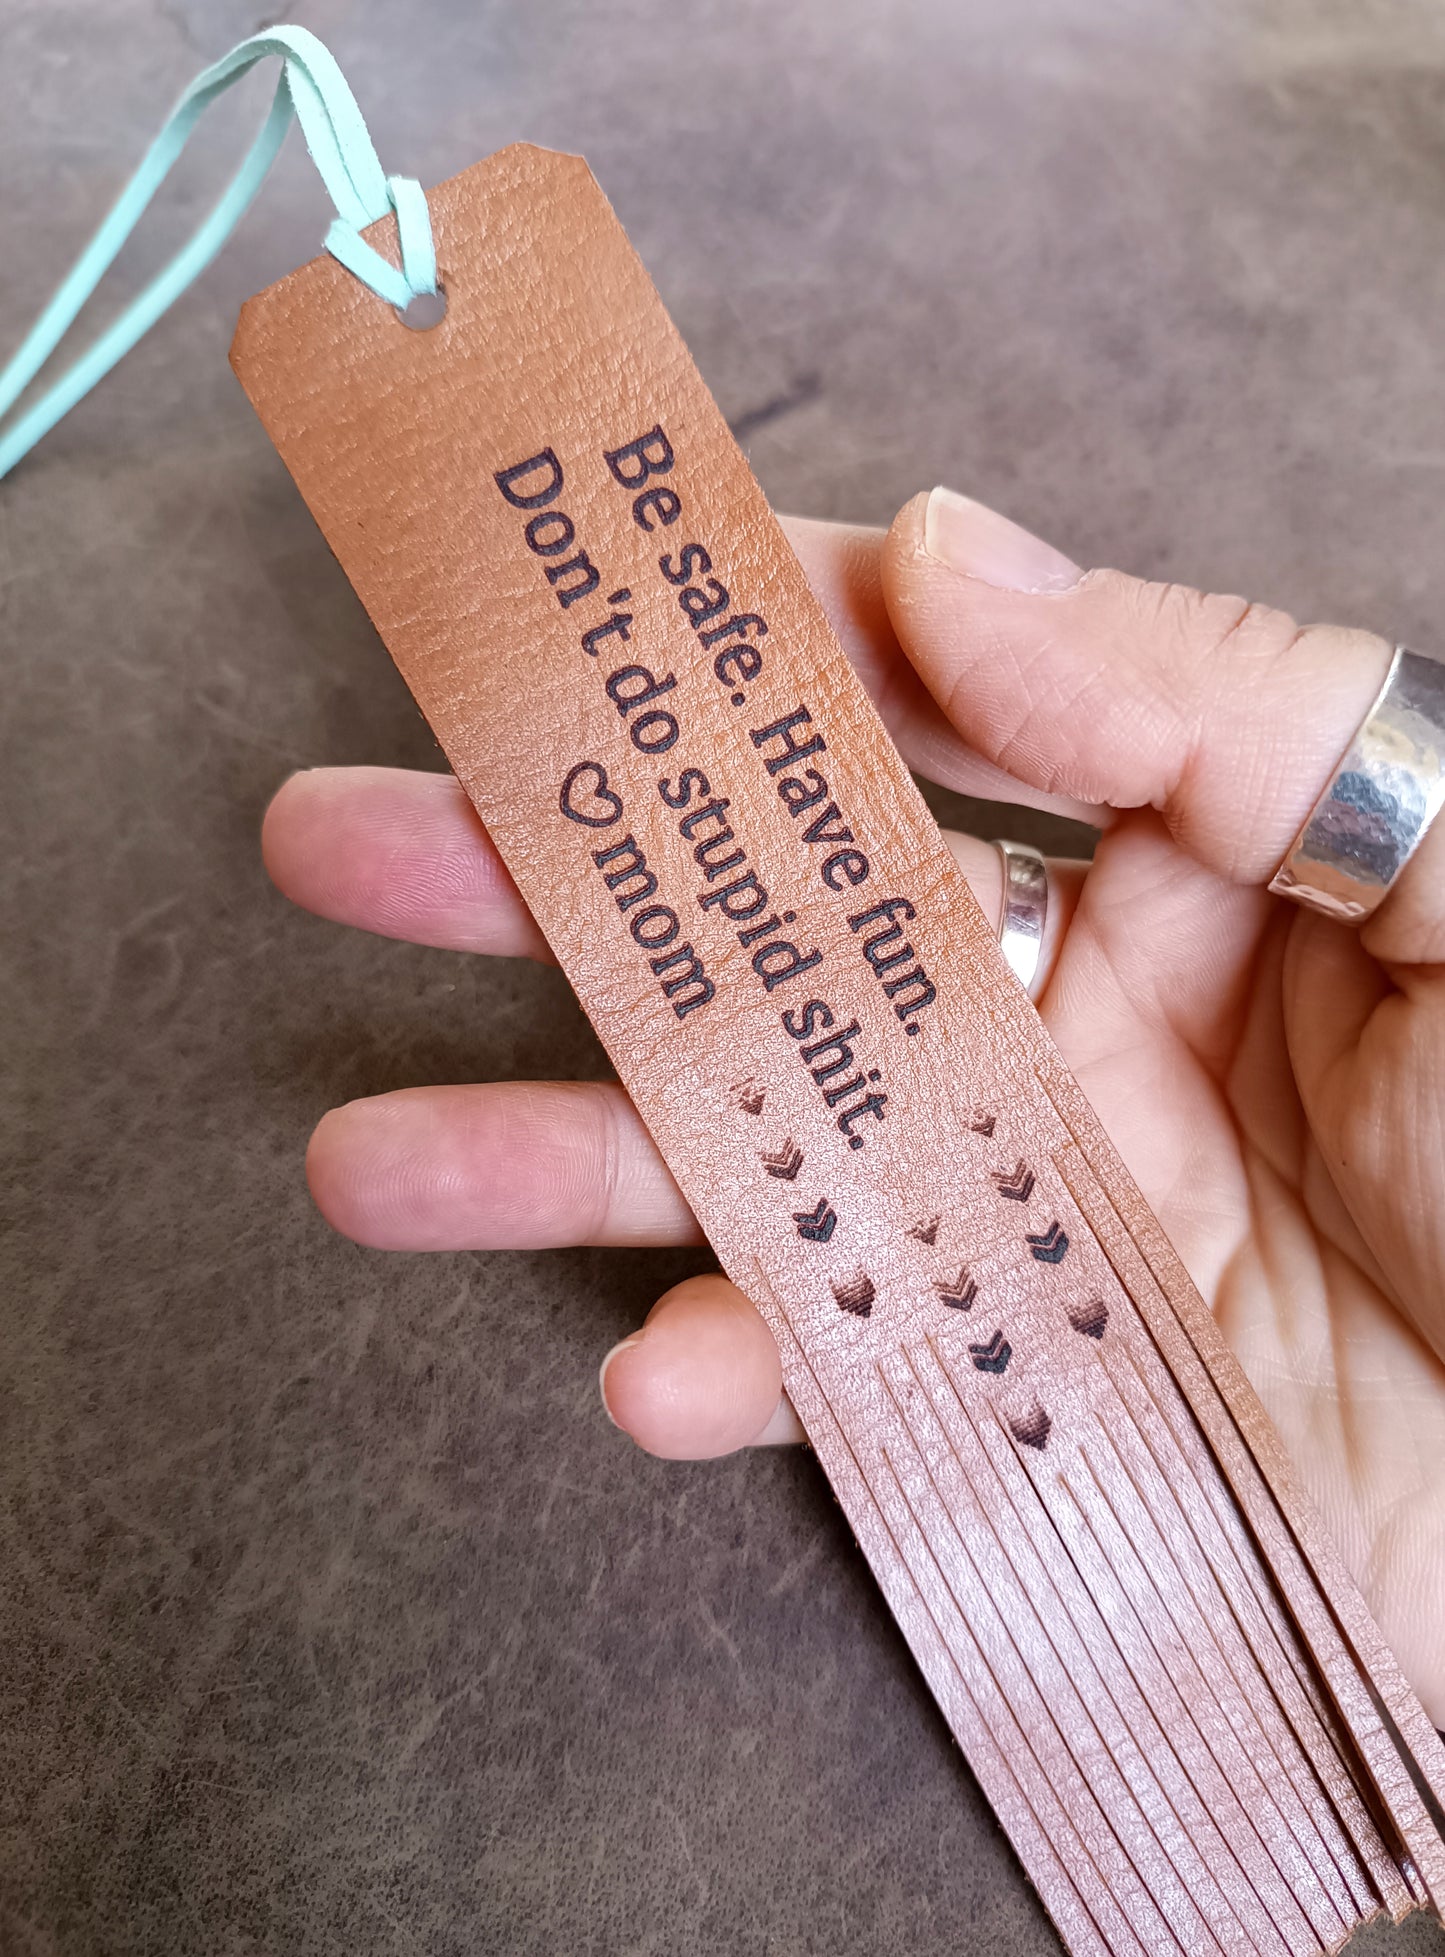 Be safe. Have fun.
Don't do stupid shit.
♡ mom